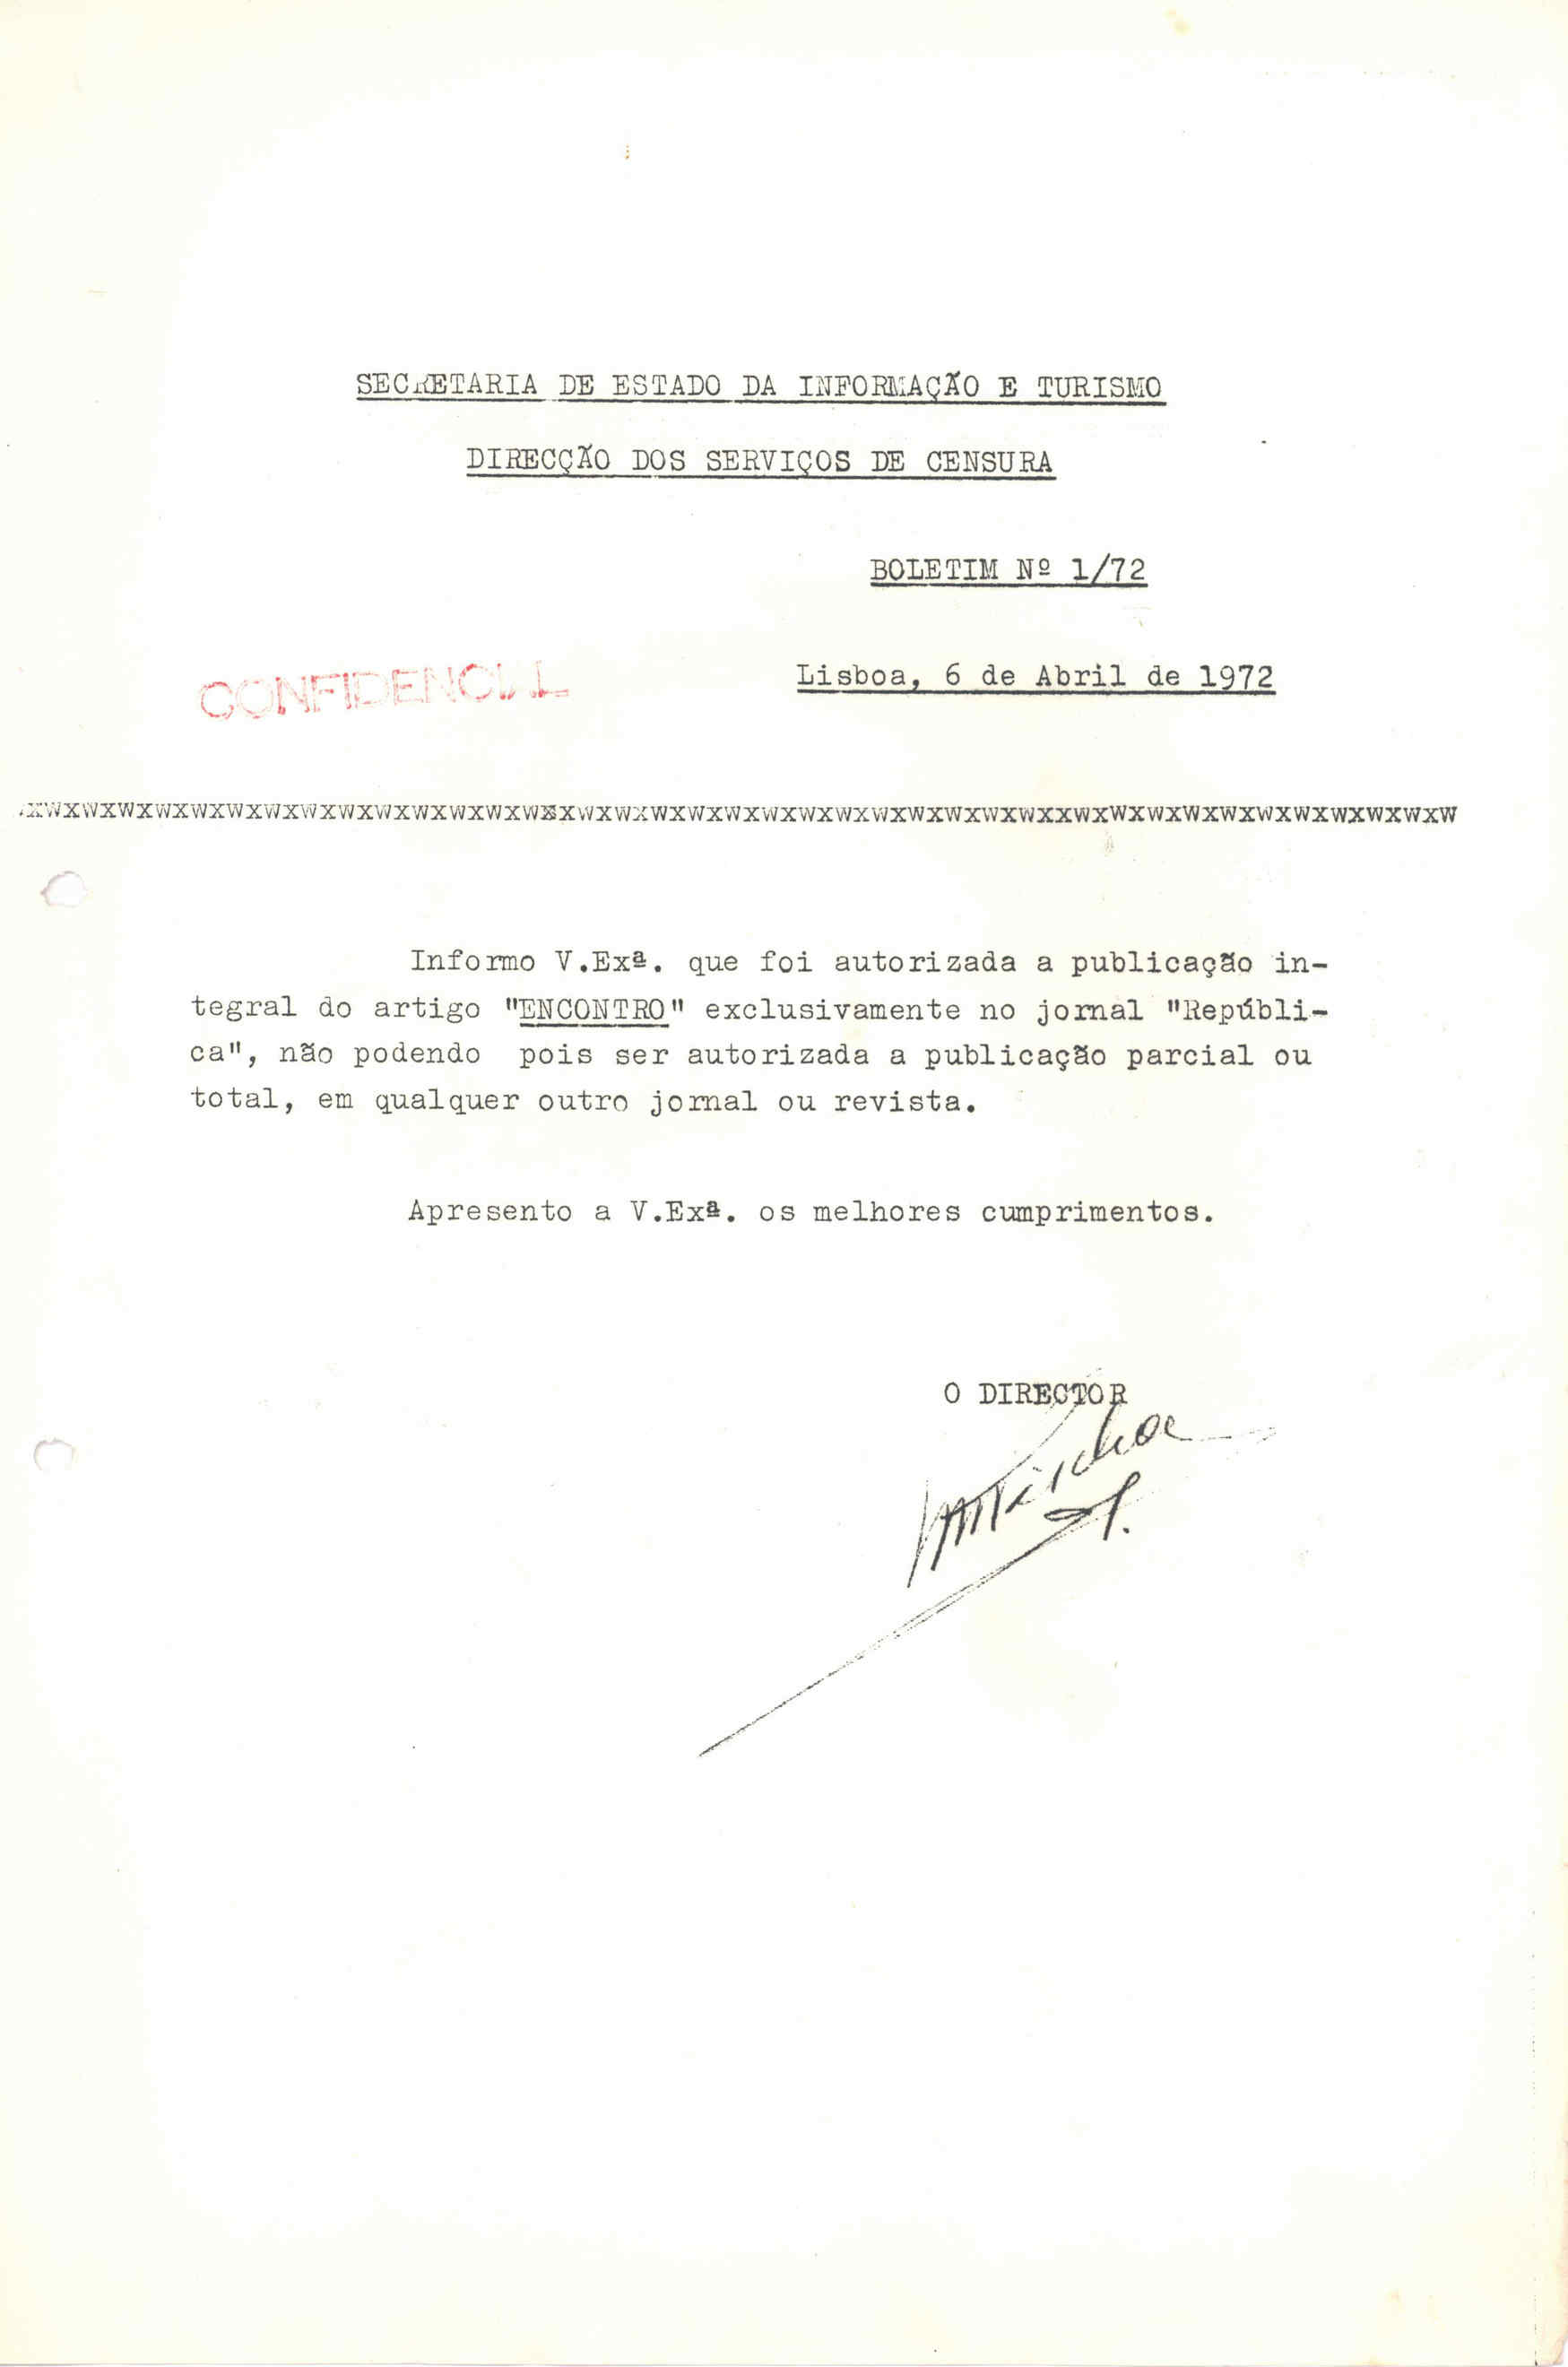 SECRETARIA DE ESTADO DA INFORMAÇÃO E TURISMO
DIRECÇÃO DOS SERVIÇOS DE CENSURA
BOLETIM Nº 1/72
CONFIDENCIAL
Lisboa, 6 de Abril de 1972
XWXWXWXWXWXWXWXWXWXWXWXWXWXWXXXWXWXWXWXWXWXWXWXWXWXWXWXWXXWXWXWXWXWXWXWXWXWXWXW
Informo V.Exª. que foi autorizada a publicação in-
tegral do artigo "ENCONTRO" exclusivamente no jornal "Repúbli-
ca", não podendo pois ser autorizada a publicação parcial ou
total, em qualquer outro jornal ou revista.
Apresento a V.Exª. os melhores cumprimentos.
O DIRECTOR